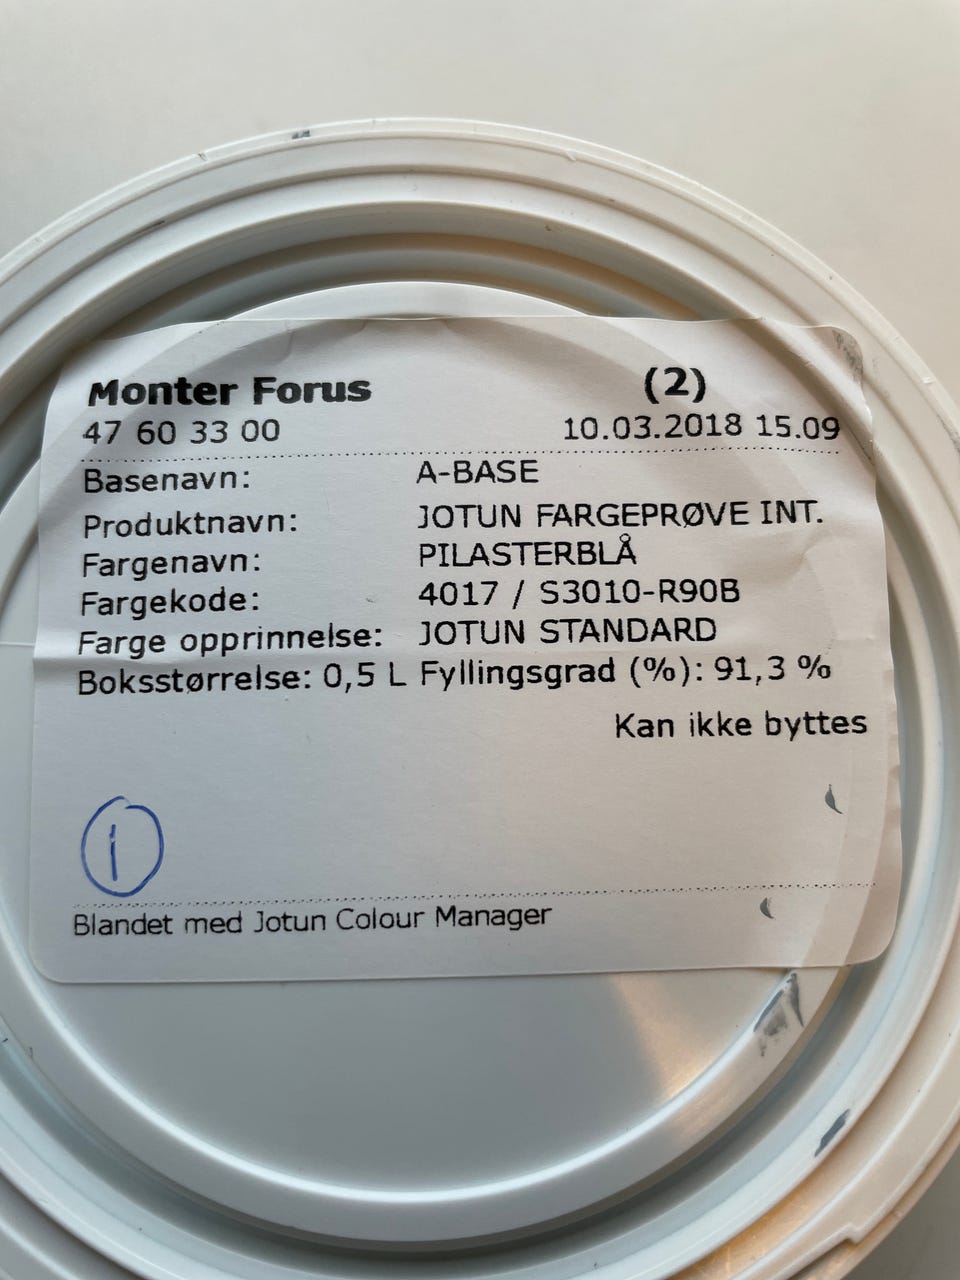 Monter Forus (2)
47 60 33 00 10.03.2018 15.09
Basenavn: A-BASE
Produktnavn: JOTUN FARGEPRØVE INT.
Fargenavn: PILASTERBLÅ
Fargekode: 4017 / S3010-R90B
Farge opprinnelse: JOTUN STANDARD
Boksstørrelse: 0,5 L Fyllingsgrad (%): 91,3 %
Kan ikke byttes
1
Blandet med Jotun Colour Manager